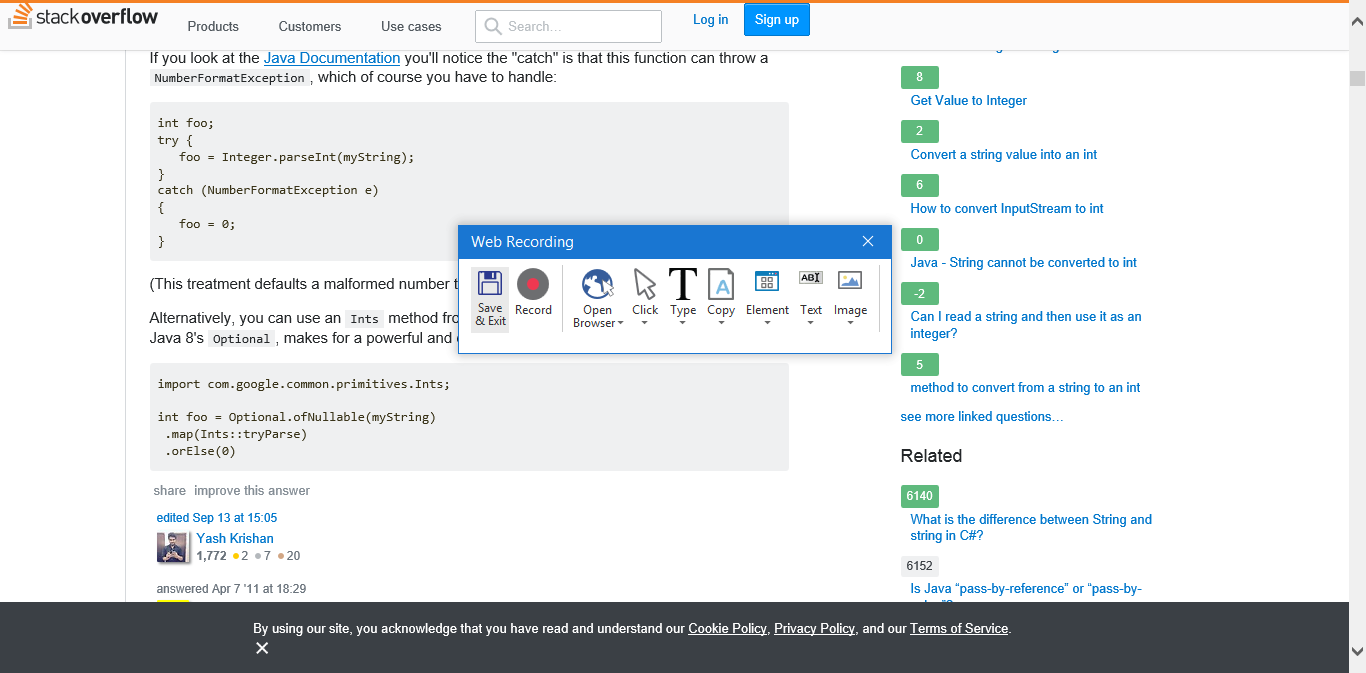 stackoverflow
Products
Customers
Use cases
Search...
Log in
Sign up
If you look at the Java Documentation you'll notice the "catch" is that this function can throw a
NumberFormatException , which of course you have to handle:
int foo;
try {
   foo = Integer.parseInt(myString);
}
catch (NumberFormatException e)
{
   foo = 0;
}
(This treatment defaults a malformed number
Alternatively, you can use an Ints method
Java 8's Optional , makes for a powerful and
import com.google.common.primitives.Ints;
int foo = Optional.ofNullable(myString)
 .map(Ints::tryParse)
 .orElse(0)
share improve this answer
edited Sep 13 at 15:05
Yash Krishan
1,772 2 7 20
answered Apr 7 '11 at 18:29
Web Recording
Save
& Exit
Record
Open
Browser
Click
T
Type
A
Copy
Element
ABI
Text
Image
8
Get Value to Integer
2
Convert a string value into an int
6
How to convert InputStream to int
0
Java - String cannot be converted to int
-2
Can I read a string and then use it as an
integer?
5
method to convert from a string to an int
see more linked questions...
Related
6140
What is the difference between String and
string in C#?
6152
Is Java “pass-by-reference” or “pass-by-
By using our site, you acknowledge that you have read and understand our Cookie Policy, Privacy Policy, and our Terms of Service.